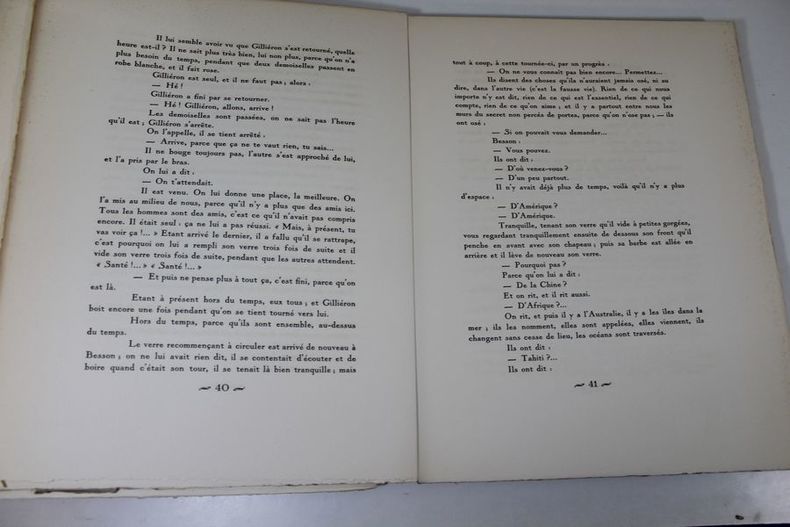 Il lui semble avoir vu que Gilliéron s'est retourné, quelle
heure est-il ? Il ne sait plus très bien, lui non plus, parce qu'on n'a
plus besoin du temps, pendant que deux demoiselles passent en
robe blanche, et il fait rose.
Gilliéron est seul, et il ne faut pas ; alors :
— Hé !
Gilliéron a fini par se retourner.
— Hé ! Gilliéron, allons, arrive !
Les demoiselles sont passées, on ne sait pas l'heure
qu'il est ; Gilliéron s'arrête.
On l'appelle, il se tient arrêté.
— Arrive, parce que ça ne te vaut rien, tu sais...
Il ne bouge toujours pas, l'autre s'est approché de lui,
et l'a pris par le bras.
On lui a dit :
— On t'attendait.
Il est venu. On lui donne une place, la meilleure. On
l'a mis au milieu de nous, parce qu'il n'y a plus que des amis ici.
Tous les hommes sont des amis, c'est ce qu'il n'avait pas compris
encore. Il était seul : ça ne lui a pas réussi. « Mais, à présent, tu
vas voir ça !... » Etant arrivé le dernier, il a fallu qu'il se rattrape,
c'est pourquoi on lui a rempli son verre trois fois de suite et il
vide son verre trois fois de suite, pendant que les autres attendent.
« Santé !... » « Santé !... »
— Et puis ne pense plus à tout ça, c'est fini, parce qu'on
est là.
Etant à présent hors du temps, eux tous ; et Gilliéron
boit encore une fois pendant qu'on se tient tourné vers lui.
Hors du temps, parce qu'ils sont ensemble, au-dessus
du temps.
Le verre recommençant à circuler est arrivé de nouveau à
Besson ; on ne lui avait rien dit, il se contentait d'écouter et de
boire quand c'était son tour, il se tenait là bien tranquille ; mais
40
tout à coup, à cette tournée-ci, par un progrès :
— On ne vous connaît pas bien encore... Permettez...
Ils disent des choses qu'ils n'auraient jamais osé, ni su
dire, dans l'autre vie (c'est la fausse vie). Rien de ce qui nous
importe n'y est dit, rien de ce qui est l'essentiel, rien de ce qui
compte, rien de ce qu'on aime ; et il y a partout entre nous les
murs du secret non percés de portes, parce qu'on n'ose pas ; — ils
ont osé :
— Si on pouvait vous demander...
Besson :
— Vous pouvez.
Ils ont dit :
— D'où venez-vous ?
— D'un peu partout.
Il n'y avait déjà plus de temps, voilà qu'il n'y a plus
d'espace :
— D'Amérique ?
— D'Amérique.
Tranquille, tenant son verre qu'il vide à petites gorgées,
vous regardant tranquillement ensuite de dessous son front qu'il
penche en avant avec son chapeau ; puis sa barbe est allée en
arrière et il lève de nouveau son verre.
— Pourquoi pas ?
Parce qu'on lui a dit :
— De la Chine ?
Et on rit, et il rit aussi.
— D'Afrique ?...
On rit, et puis il y a l'Australie, il y a les îles dans la
mer ; ils les nomment, elles sont appelées, elles viennent, ils
changent sans cesse de lieu, les océans sont traversés.
Ils ont dit :
— Tahiti ?...
Ils ont dit :
41